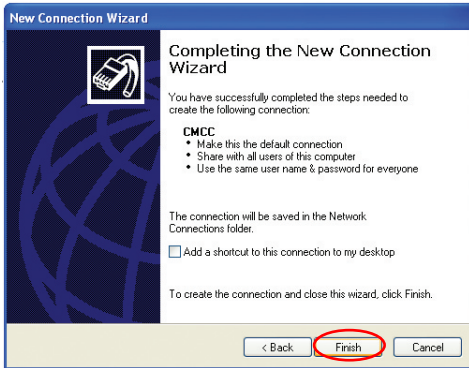 New Connection Wizard
Completing the New Connection
Wizard
You have successfully completed the steps needed to
create the following connection:
CMCC
• Make this the default connection
• Share with all users of this computer
• Use the same user name & password for everyone
The connection will be saved in the Network
Connections folder.
Add a shortcut to this connection to my desktop
To create the connection and close this wizard, click Finish.
< Back Finish Cancel